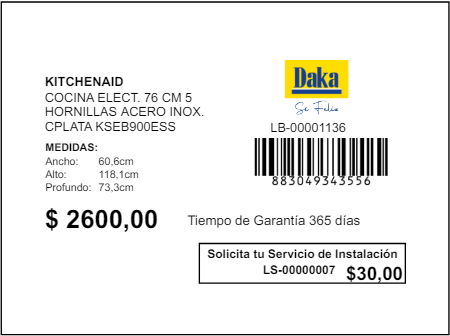 KITCHENAID
COCINA ELECT. 76 CM 5
HORNILLAS ACERO INOX.
CPLATA KSEB900ESS
MEDIDAS:
Ancho: 60,6cm
Alto: 118,1cm
Profundo: 73,3cm
$ 2600,00
Daka
Sé Feliz
LB-00001136
883049343556
Tiempo de Garantía 365 días
Solicita tu Servicio de Instalación
LS-00000007 $30,00